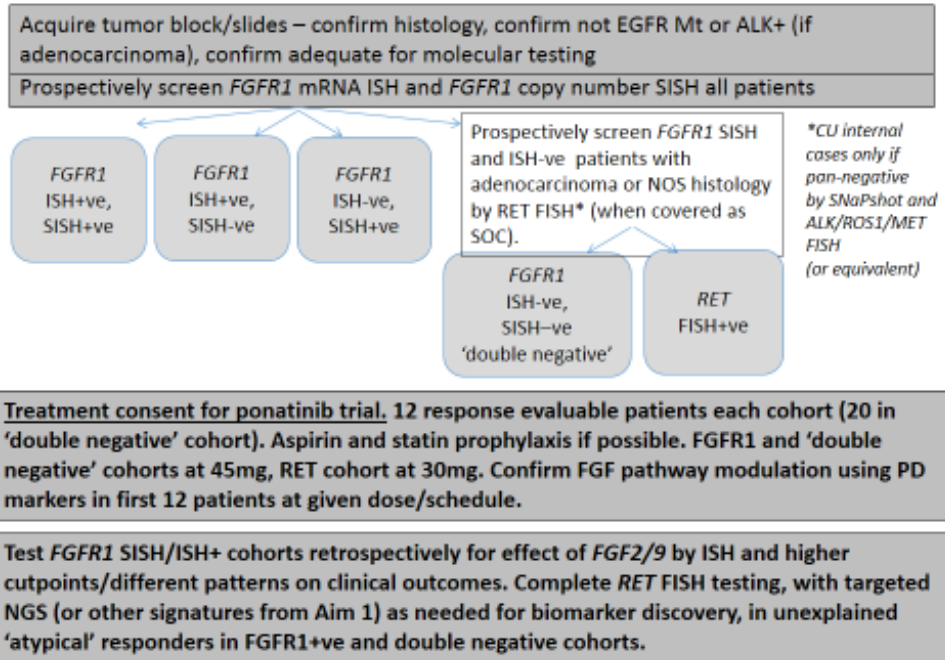 Acquire tumor block/slides – confirm histology, confirm not EGFR Mt or ALK+ (if
adenocarcinoma), confirm adequate for molecular testing
Prospectively screen FGFR1 mRNA ISH and FGFR1 copy number SISH all patients
FGFR1
ISH+ve,
SISH+ve
FGFR1
ISH+ve,
SISH-ve
FGFR1
ISH-ve,
SISH+ve
Prospectively screen FGFR1 SISH
and ISH-ve patients with
adenocarcinoma or NOS histology
by RET FISH* (when covered as
SOC).
*CU internal
cases only if
pan-negative
by SNaPshot and
ALK/ROS1/MET
FISH
(or equivalent)
FGFR1
ISH-ve,
SISH–ve
‘double negative’
RET
FISH+ve
Treatment consent for ponatinib trial. 12 response evaluable patients each cohort (20 in
‘double negative’ cohort). Aspirin and statin prophylaxis if possible. FGFR1 and ‘double
negative’ cohorts at 45mg, RET cohort at 30mg. Confirm FGF pathway modulation using PD
markers in first 12 patients at given dose/schedule.
Test FGFR1 SISH/ISH+ cohorts retrospectively for effect of FGF2/9 by ISH and higher
cutpoints/different patterns on clinical outcomes. Complete RET FISH testing, with targeted
NGS (or other signatures from Aim 1) as needed for biomarker discovery, in unexplained
‘atypical’ responders in FGFR1+ve and double negative cohorts.